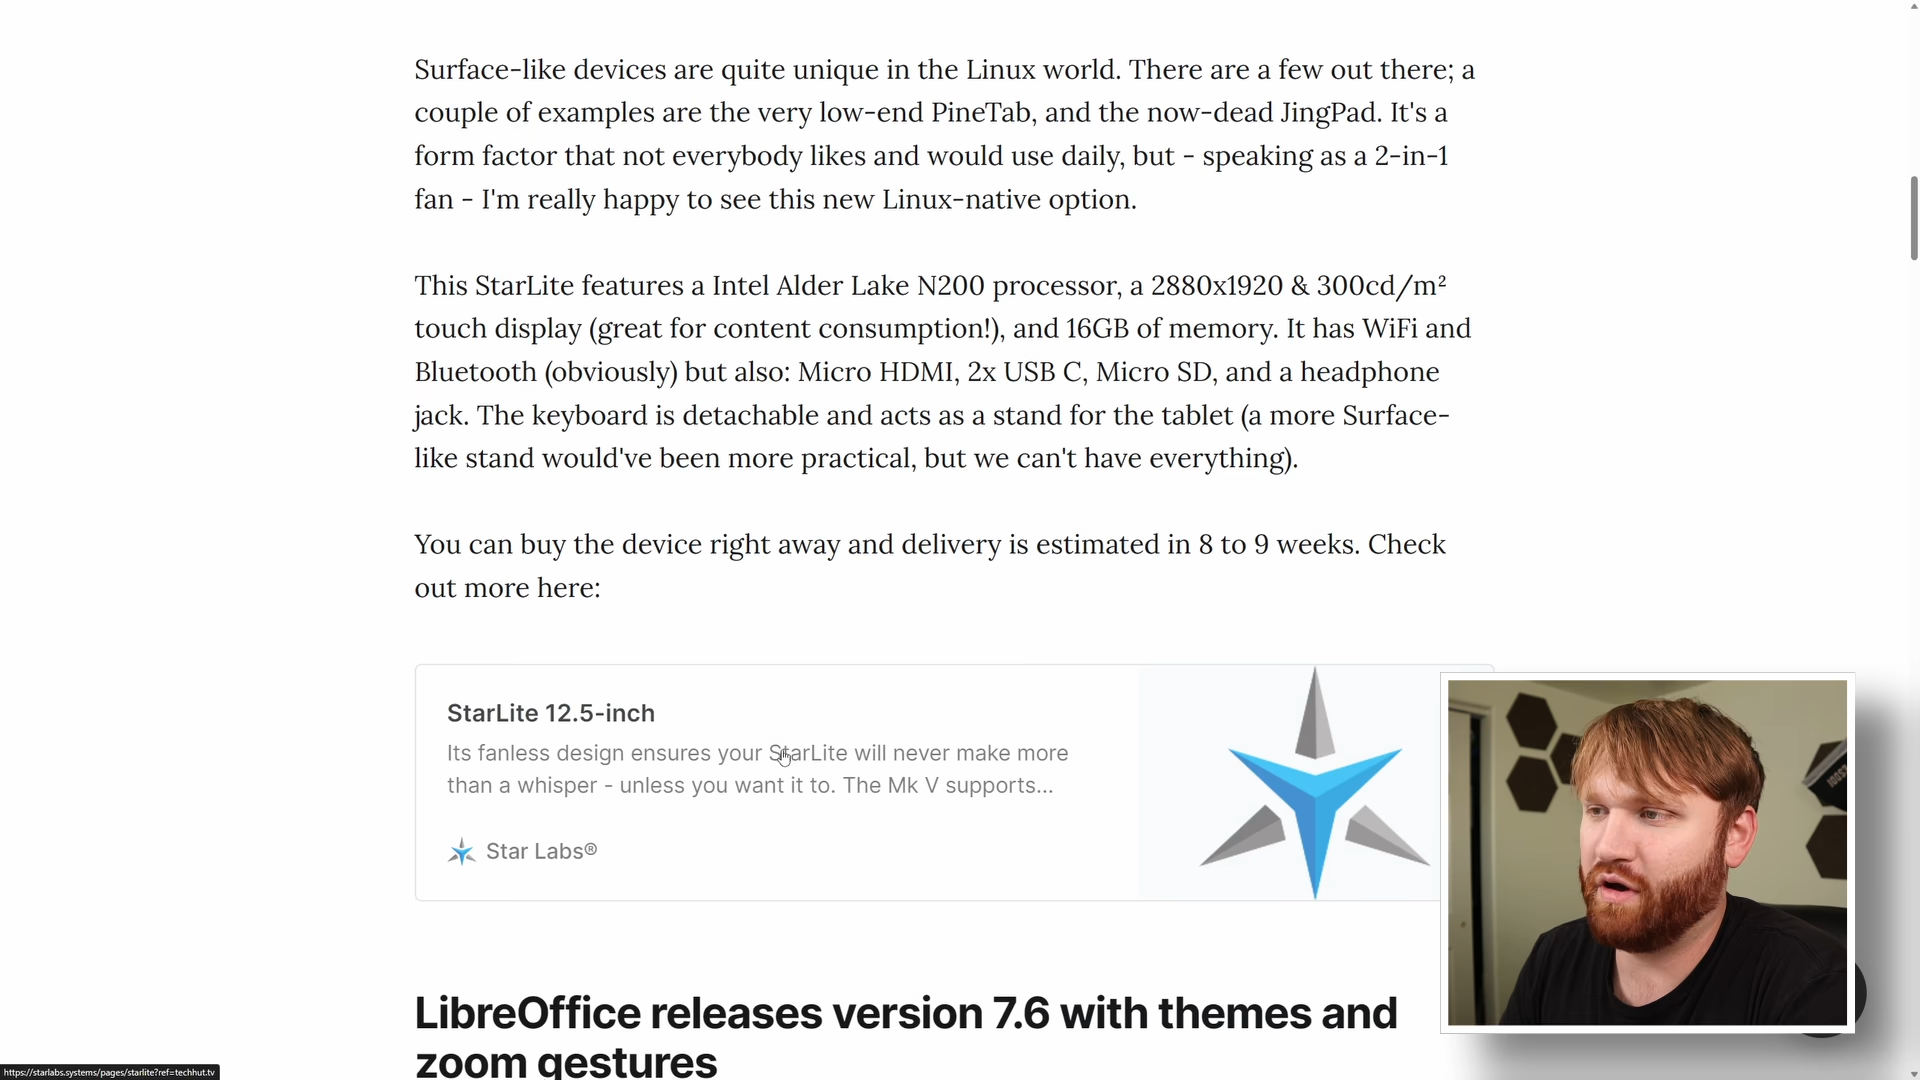 Surface-like devices are quite unique in the Linux world. There are a few out there; a
couple of examples are the very low-end PineTab, and the now-dead JingPad. It's a
form factor that not everybody likes and would use daily, but - speaking as a 2-in-1
fan - I'm really happy to see this new Linux-native option.
This StarLite features a Intel Alder Lake N200 processor, a 2880x1920 & 300cd/m²
touch display (great for content consumption!), and 16GB of memory. It has WiFi and
Bluetooth (obviously) but also: Micro HDMI, 2x USB C, Micro SD, and a headphone
jack. The keyboard is detachable and acts as a stand for the tablet (a more Surface-
like stand would've been more practical, but we can't have everything).
You can buy the device right away and delivery is estimated in 8 to 9 weeks. Check
out more here:
StarLite 12.5-inch
Its fanless design ensures your StarLite will never make more
than a whisper - unless you want it to. The Mk V supports...
Star Labs®
LibreOffice releases version 7.6 with themes and
zoom gestures
https://starlabs.systems/pages/starlite?ref=techhut.tv